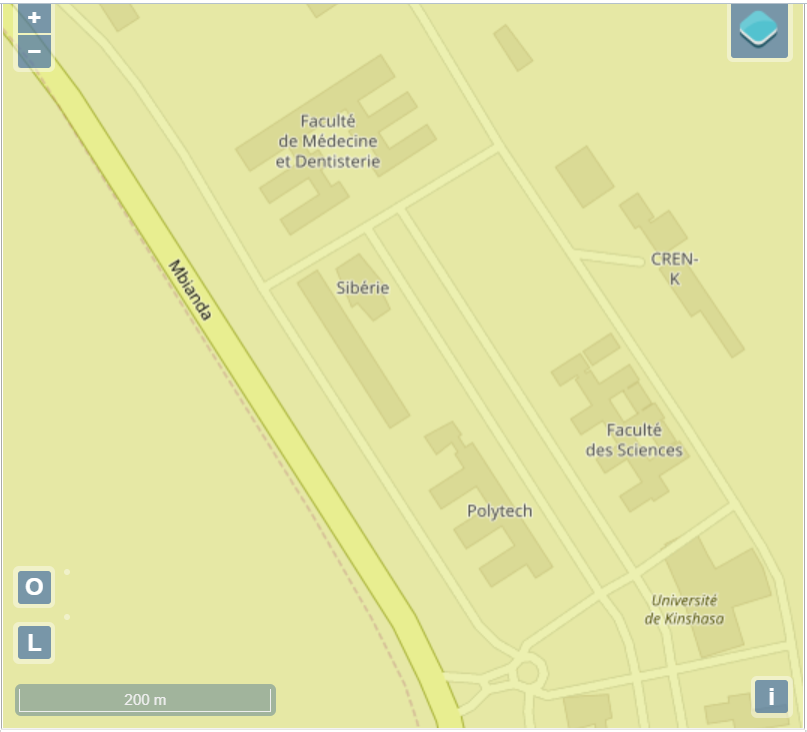 +
−
Faculté
de Médecine
et Dentisterie
Mbianda
Sibérie
CREN-
K
Faculté
des Sciences
Polytech
O
Université
de Kinshasa
L
200 m
i